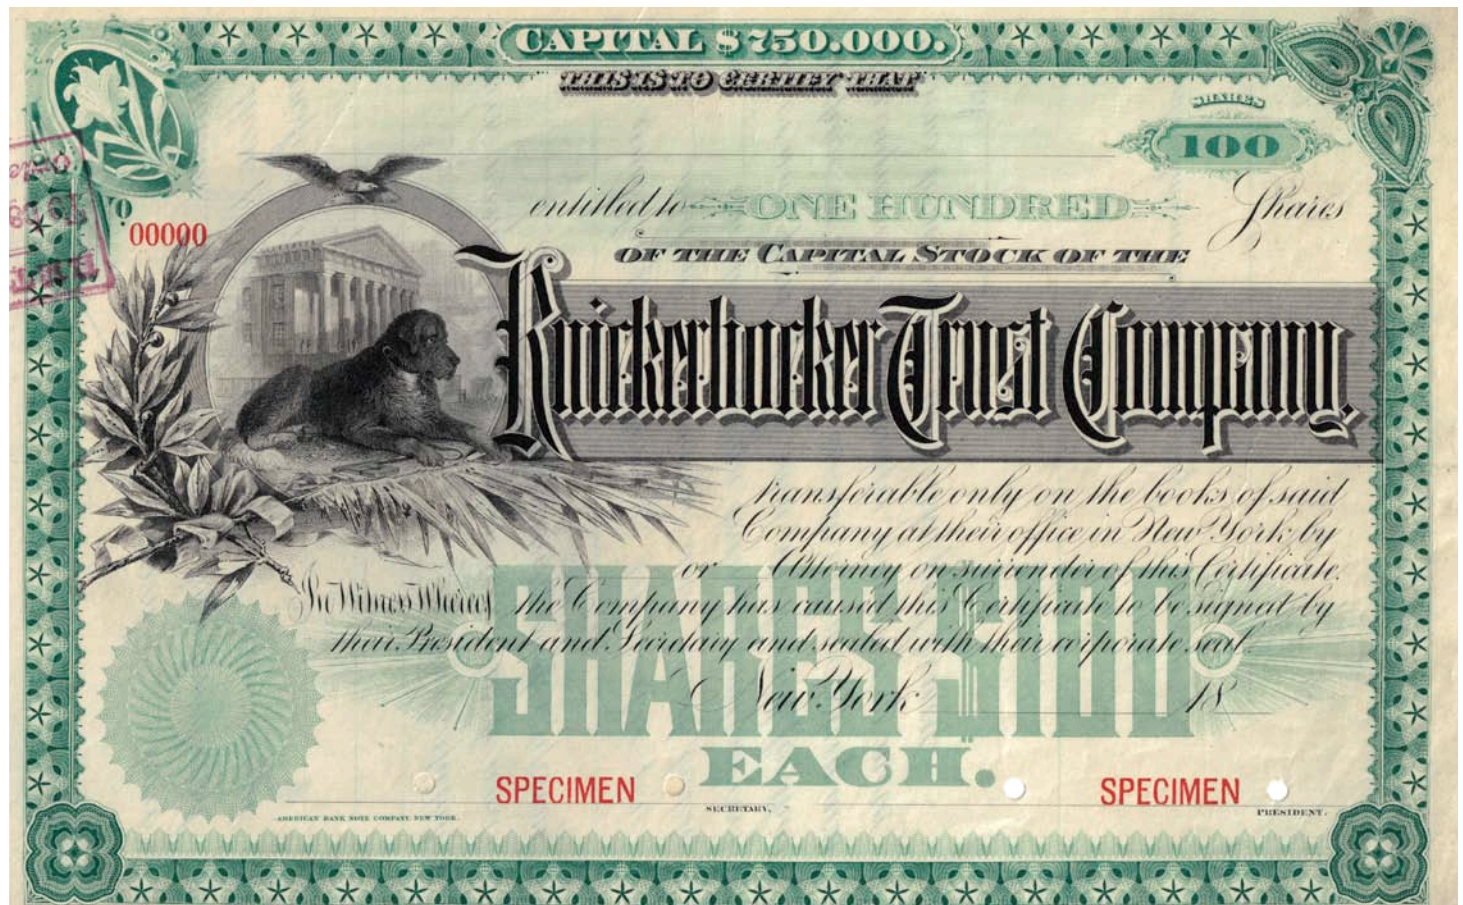 CAPITAL $750.000.
THIS IS TO CERTIFY THAT
SHARES
100
00000
entitled to ONE HUNDRED Shares
OF THE CAPITAL STOCK OF THE
Knickerbocker Trust Company.
transferable only on the books of said
Company at their office in New York by
or Attorney on surrender of this Certificate.
In Witness Whereof the Company has caused this Certificate to be signed by
their President and Secretary and sealed with their corporate seal.
New York 18
SHARES $100
EACH.
SPECIMEN SPECIMEN
SECRETARY. PRESIDENT.
AMERICAN BANK NOTE COMPANY, NEW YORK.